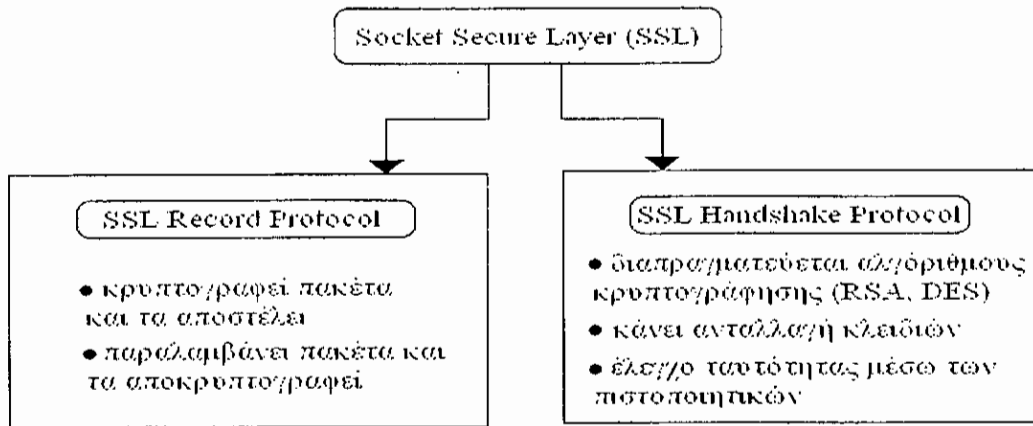 Socket Secure Layer (SSL)
SSL Record Protocol
• κρυπτογραφεί πακέτα
και τα αποστέλει
• παραλαμβάνει πακέτα και
τα αποκρυπτογραφεί
SSL Handshake Protocol
• διαπραγματεύεται αλγόριθμους
κρυπτογράφησης (RSA, DES)
• κάνει ανταλλαγή κλειδιών
• έλεγχο ταυτότητας μέσω των
πιστοποιητικών